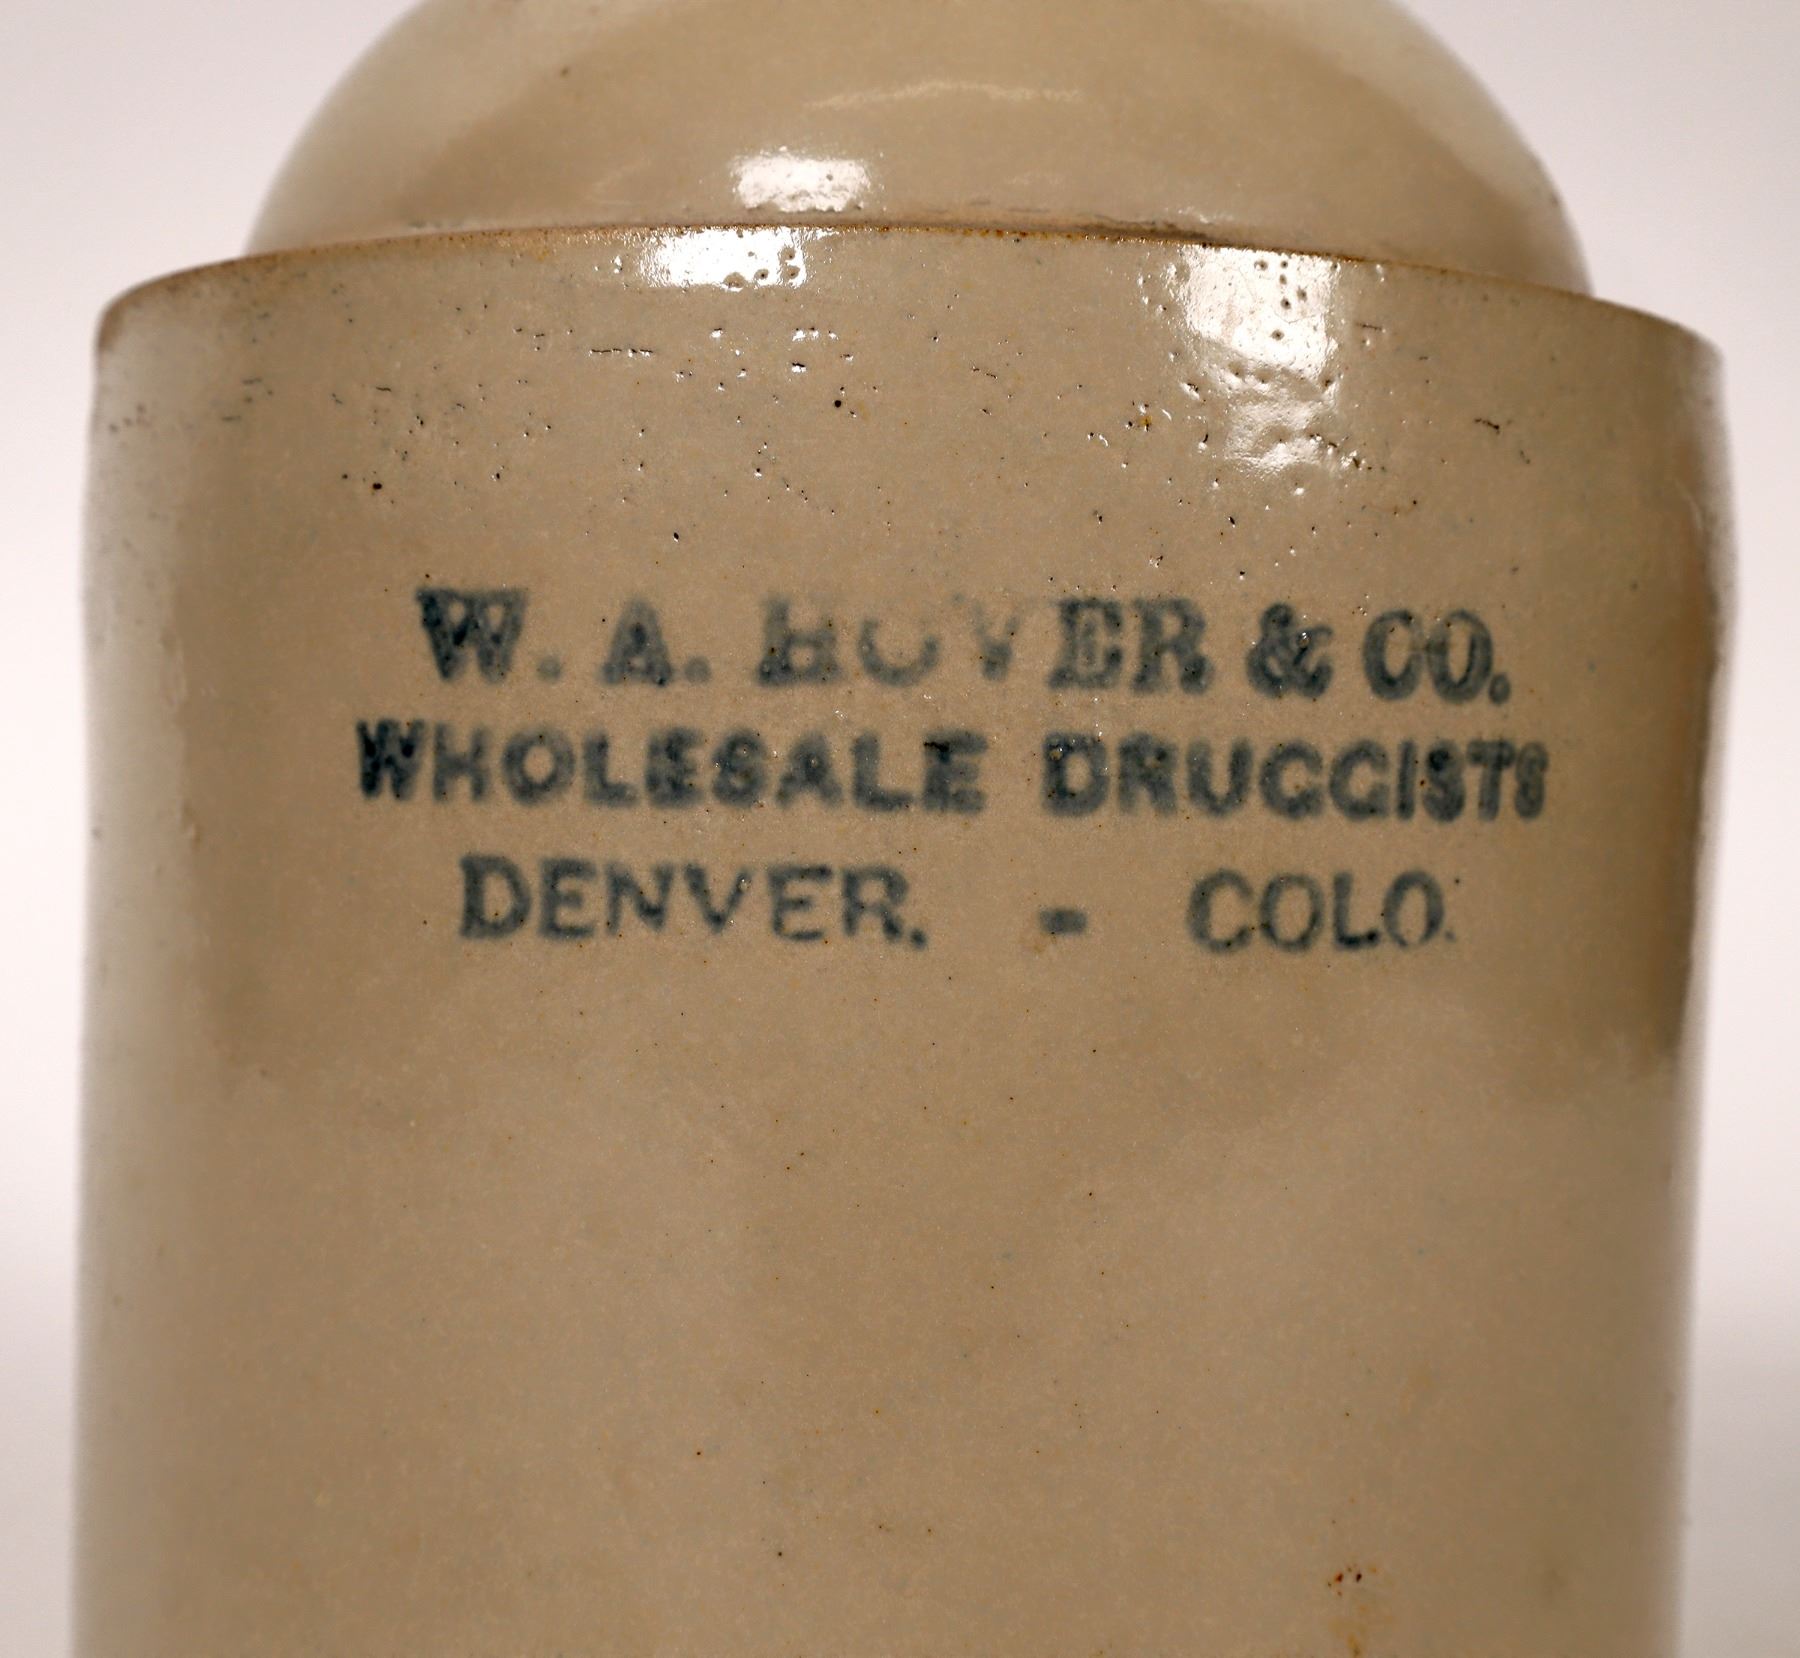 W. A. HOVER & CO.
WHOLESALE DRUGGISTS
DENVER. - COLO.